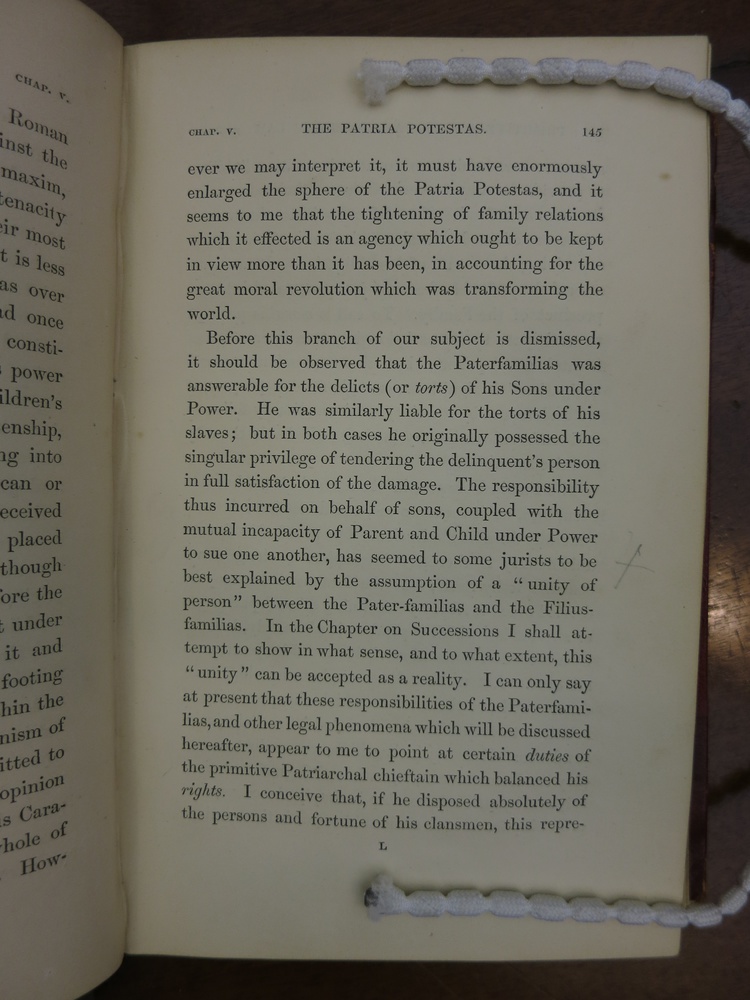 CHAP. V.
Roman
inst the
maxim,
tenacity
eir most
t is less
as over
ad once
consti-
power
ildren's
enship,
ng into
can or
eceived
placed
though
fore the
t under
it and
footing
hin the
nism of
itted to
opinion
is Cara-
whole of
How-
CHAP. V. THE PATRIA POTESTAS. 145
ever we may interpret it, it must have enormously
enlarged the sphere of the Patria Potestas, and it
seems to me that the tightening of family relations
which it effected is an agency which ought to be kept
in view more than it has been, in accounting for the
great moral revolution which was transforming the
world.
Before this branch of our subject is dismissed,
it should be observed that the Paterfamilias was
answerable for the delicts (or torts) of his Sons under
Power. He was similarly liable for the torts of his
slaves; but in both cases he originally possessed the
singular privilege of tendering the delinquent's person
in full satisfaction of the damage. The responsibility
thus incurred on behalf of sons, coupled with the
mutual incapacity of Parent and Child under Power
to sue one another, has seemed to some jurists to be
best explained by the assumption of a "unity of
person" between the Pater-familias and the Filius-
familias. In the Chapter on Successions I shall at-
tempt to show in what sense, and to what extent, this
"unity" can be accepted as a reality. I can only say
at present that these responsibilities of the Paterfami-
lias, and other legal phenomena which will be discussed
hereafter, appear to me to point at certain duties of
the primitive Patriarchal chieftain which balanced his
rights. I conceive that, if he disposed absolutely of
the persons and fortune of his clansmen, this repre-
L